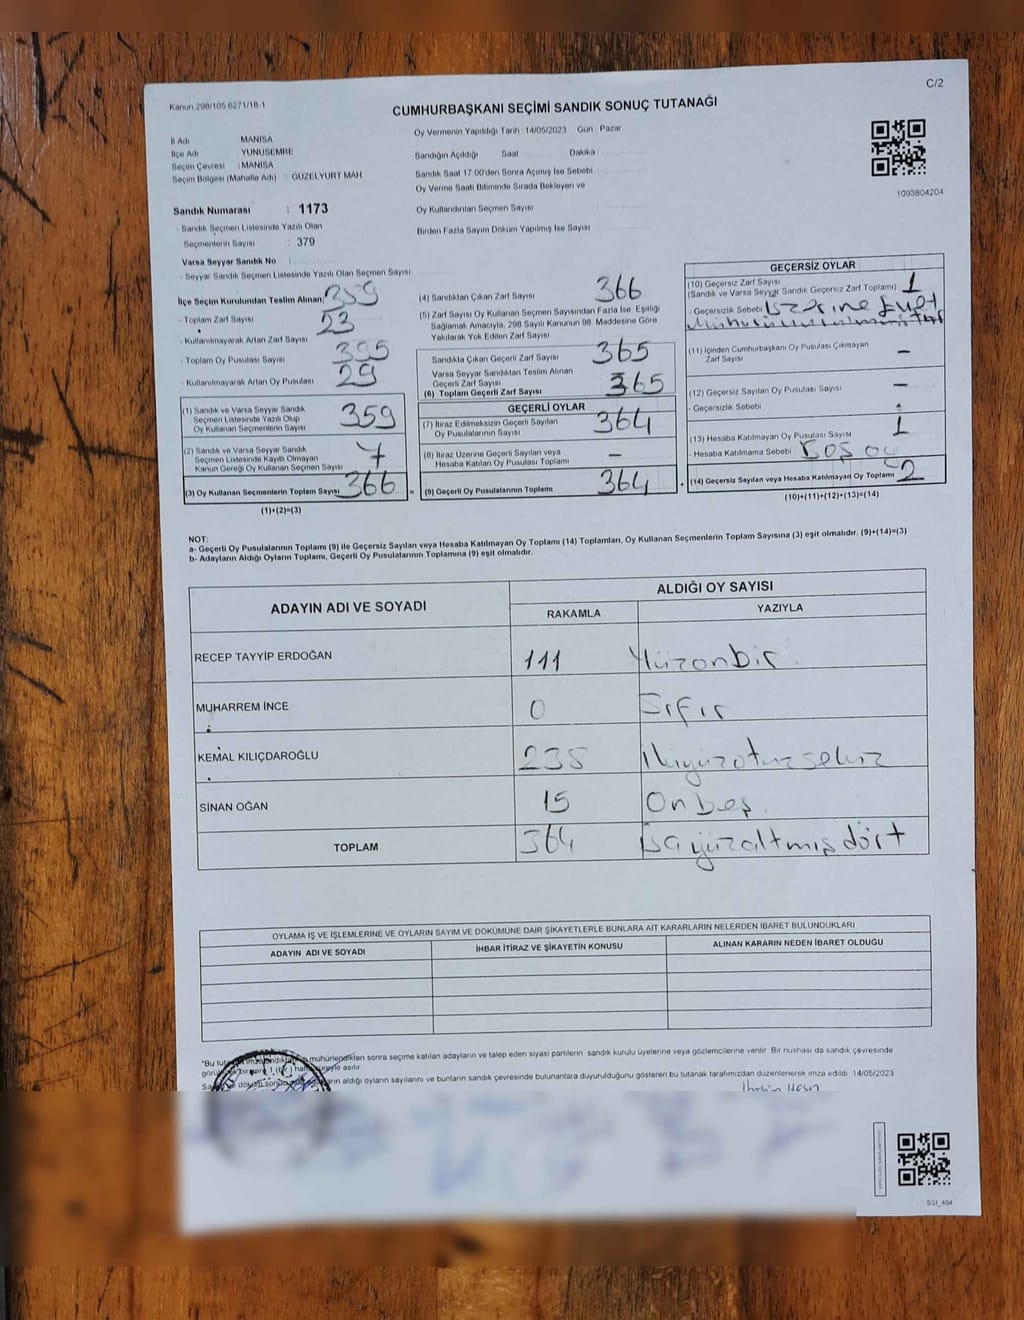 C/2
Kanun 298/105 6271/18-1
CUMHURBAŞKANI SEÇİMİ SANDIK SONUÇ TUTANAĞI
İl Adı MANİSA
İlçe Adı YUNUSEMRE
Seçim Çevresi : MANİSA
Seçim Bölgesi (Mahalle Adı) GÜZELYURT MAH
Sandık Numarası : 1173
- Sandık Seçmen Listesinde Yazılı Olan
Seçmenlerin Sayısı : 379
Varsa Seyyar Sandık No
- Seyyar Sandık Seçmen Listesinde Yazılı Olan Seçmen Sayısı
Oy Vermenin Yapıldığı Tarih 14/05/2023 Gün Pazar
Sandığın Açıldığı Saat Dakika
Sandık Saat 17.00'den Sonra Açılmış İse Sebebi
Oy Verme Saati Bitiminde Sırada Bekleyen ve
Oy Kullandırılan Seçmen Sayısı
Birden Fazla Sayım Döküm Yapılmış İse Sayısı
1093804204
İlçe Seçim Kurulundan Teslim Alınan
- Toplam Zarf Sayısı
23
- Kullanılmayarak Artan Zarf Sayısı
- Toplam Oy Pusulası Sayısı 395
- Kullanılmayarak Artan Oy Pusulası 29
(1) Sandık ve Varsa Seyyar Sandık
Seçmen Listesinde Yazılı Olup
Oy Kullanan Seçmenlerin Sayısı 359
(2) Sandık ve Varsa Seyyar Sandık
Seçmen Listesinde Kayıtlı Olmayan
Kanun Gereği Oy Kullanan Seçmen Sayısı 7
(3) Oy Kullanan Seçmenlerin Toplam Sayısı 366
(1)+(2)=(3)
(4) Sandıktan Çıkan Zarf Sayısı 366
(5) Zarf Sayısı Oy Kullanan Seçmen Sayısından Fazla İse, Eşitliği
Sağlamak Amacıyla, 298 Sayılı Kanunun 98. Maddesine Göre
Yakılarak Yok Edilen Zarf Sayısı
Sandıkta Çıkan Geçerli Zarf Sayısı 365
Varsa Seyyar Sandıktan Teslim Alınan
Geçerli Zarf Sayısı
(6) Toplam Geçerli Zarf Sayısı 365
GEÇERLİ OYLAR
(7) İtiraz Edilmeksizin Geçerli Sayılan
Oy Pusulalarının Sayısı 364
(8) İtiraz Üzerine Geçerli Sayılan veya
Hesaba Katılan Oy Pusulası Toplamı –
= (9) Geçerli Oy Pusulalarının Toplamı 364
GEÇERSİZ OYLAR
(10) Geçersiz Zarf Sayısı 1
(Sandık ve Varsa Seyyar Sandık Geçersiz Zarf Toplamı)
- Geçersizlik Sebebi üzerine Evet
(11) İçinden Cumhurbaşkanı Oy Pusulası Çıkmayan
Zarf Sayısı –
(12) Geçersiz Sayılan Oy Pusulası Sayısı –
- Geçersizlik Sebebi
(13) Hesaba Katılmayan Oy Pusulası Sayısı 1
- Hesaba Katılmama Sebebi Boş oy
+ (14) Geçersiz Sayılan veya Hesaba Katılmayan Oy Toplamı 2
(10)+(11)+(12)+(13)=(14)
NOT:
a- Geçerli Oy Pusulalarının Toplamı (9) ile Geçersiz Sayılan veya Hesaba Katılmayan Oy Toplamı (14) Toplamları, Oy Kullanan Seçmenlerin Toplam Sayısına (3) eşit olmalıdır. (9)+(14)=(3)
b- Adayların Aldığı Oyların Toplamı, Geçerli Oy Pusulalarının Toplamına (9) eşit olmalıdır.
ADAYIN ADI VE SOYADI ALDIĞI OY SAYISI
RAKAMLA YAZIYLA
RECEP TAYYİP ERDOĞAN 111 Yüzonbir
MUHARREM İNCE 0 Sıfır
KEMAL KILIÇDAROĞLU 238 İkiyüzotuzsekiz
SİNAN OĞAN 15 Onbeş
TOPLAM 364 üçyüzaltmışdört
OYLAMA İŞ VE İŞLEMLERİNE VE OYLARIN SAYIM VE DÖKÜMÜNE DAİR ŞİKAYETLERLE BUNLARA AİT KARARLARIN NELERDEN İBARET BULUNDUKLARI
ADAYIN ADI VE SOYADI İHBAR İTİRAZ VE ŞİKAYETİN KONUSU ALINAN KARARIN NEDEN İBARET OLDUĞU
mühürlendikten sonra seçime katılan adayların ve talep eden siyasi partilerin sandık kurulu üyelerine veya gözlemcilerine verilir. Bir nüshası da sandık çevresinde
asılır.
aldığı oyların sayılarını ve bunların sandık çevresinde bulunanlara duyurulduğunu gösteren bu tutanak tarafımızdan düzenlenerek imza edildi. 14/05/2023
SSI_404